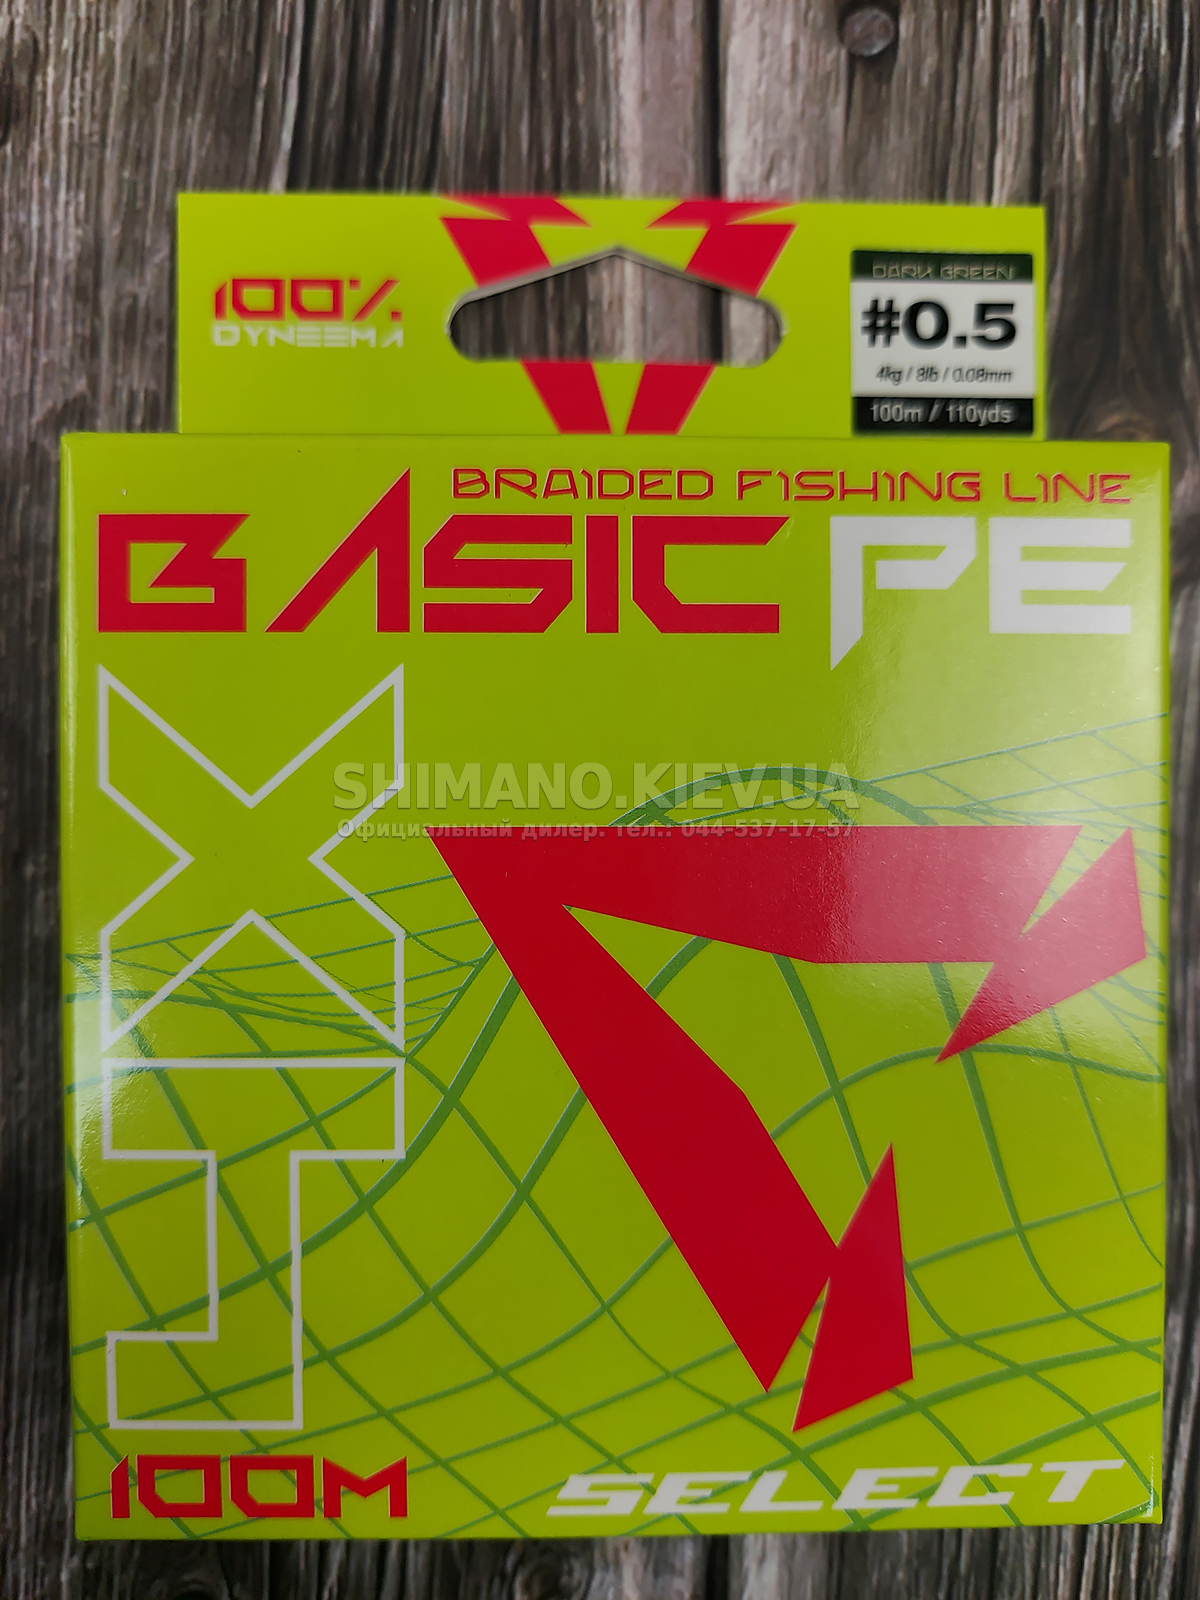 100%
DYNEEMA
DARK GREEN
#0.5
4kg / 8lb / 0.08mm
100m / 110yds
BRAIDED FISHING LINE
BASIC PE
SHIMANO.KIEV.UA
Официальный дилер. тел.: 044-537-17-57
100M
SELECT